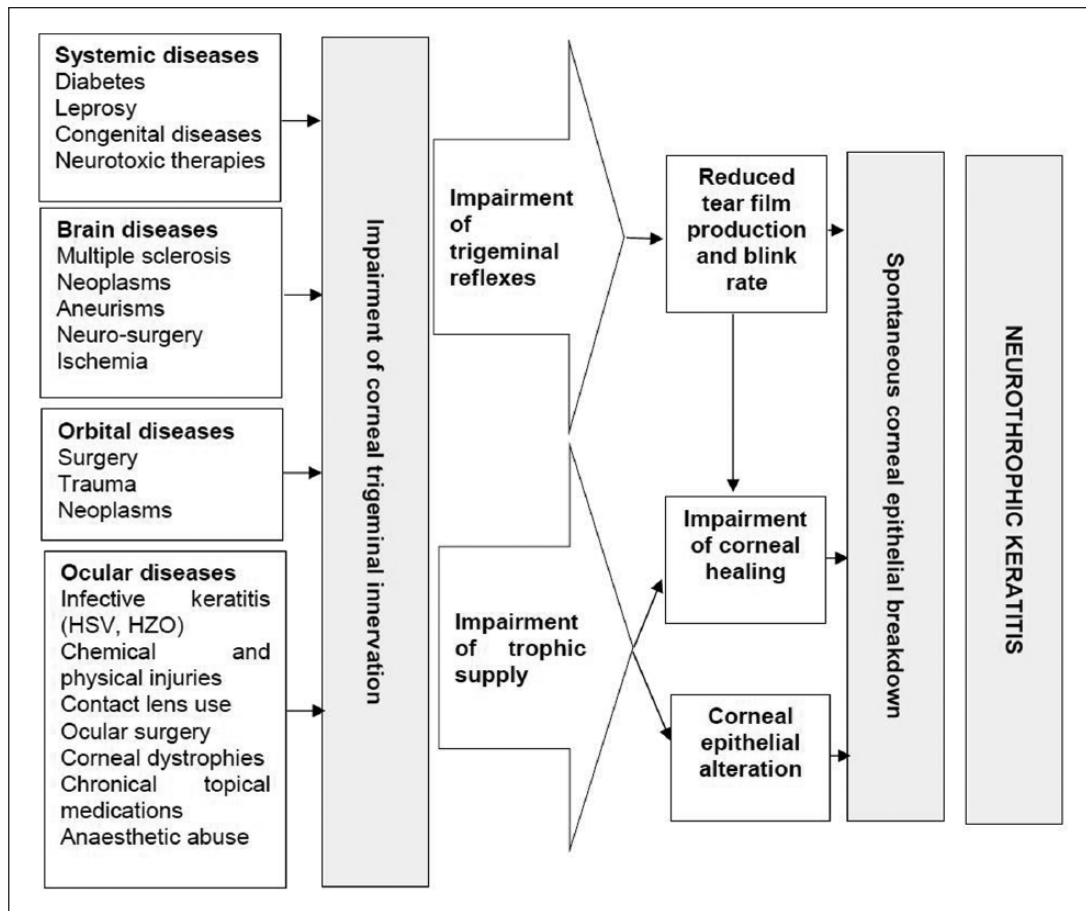 Systemic diseases
Diabetes
Leprosy
Congenital diseases
Neurotoxic therapies
Brain diseases
Multiple sclerosis
Neoplasms
Aneurisms
Neuro-surgery
Ischemia
Orbital diseases
Surgery
Trauma
Neoplasms
Ocular diseases
Infective keratitis
(HSV, HZO)
Chemical and
physical injuries
Contact lens use
Ocular surgery
Corneal dystrophies
Chronical topical
medications
Anaesthetic abuse
Impairment of corneal trigeminal innervation
Impairment
of
trigeminal
reflexes
Impairment
of trophic
supply
Reduced
tear film
production
and blink
rate
Impairment
of corneal
healing
Corneal
epithelial
alteration
Spontaneous corneal epithelial breakdown
NEUROTHROPHIC KERATITIS